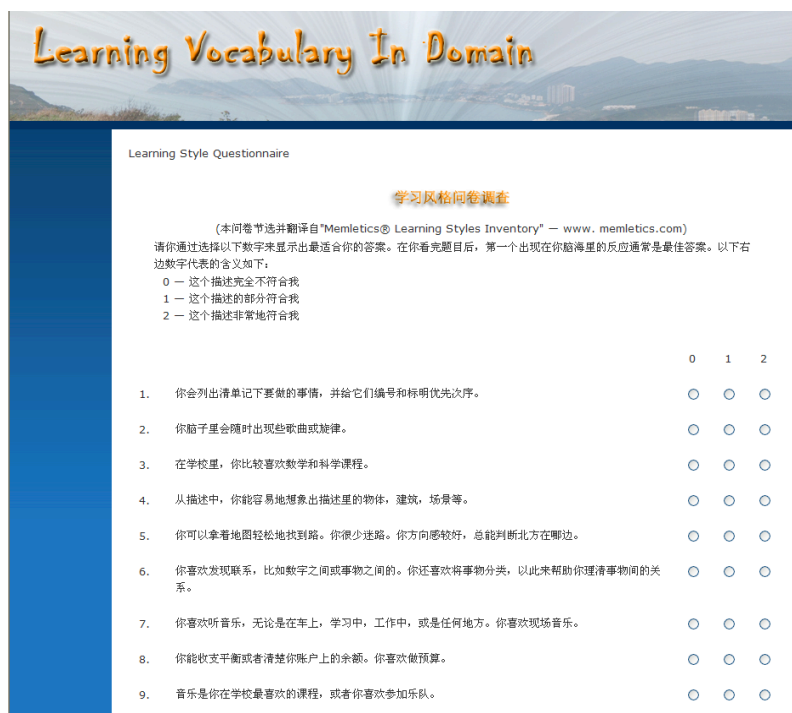 Learning Vocabulary In Domain
Learning Style Questionnaire
学习风格问卷调查
(本问卷节选并翻译自"Memletics® Learning Styles Inventory" — www. memletics. com)
请你通过选择以下数字来显示出最适合你的答案。在你看完题目后，第一个出现在你脑海里的反应通常是最佳答案。以下右
边数字代表的含义如下：
0 — 这个描述完全不符合我
1 — 这个描述的部分符合我
2 — 这个描述非常地符合我
0 1 2
1. 你会列出清单记下要做的事情，并给它们编号和标明优先次序。
2. 你脑子里会随时出现些歌曲或旋律。
3. 在学校里，你比较喜欢数学和科学课程。
4. 从描述中，你能容易地想象出描述里的物体，建筑，场景等。
5. 你可以拿着地图轻松地找到路。你很少迷路。你方向感较好，总能判断北方在哪边。
6. 你喜欢发现联系，比如数字之间或事物之间的。你还喜欢将事物分类，以此来帮助你理清事物间的关
系。
7. 你喜欢听音乐，无论是在车上，学习中，工作中，或是任何地方。你喜欢现场音乐。
8. 你能收支平衡或者清楚你账户上的余额。你喜欢做预算。
9. 音乐是你在学校最喜欢的课程，或者你喜欢参加乐队。